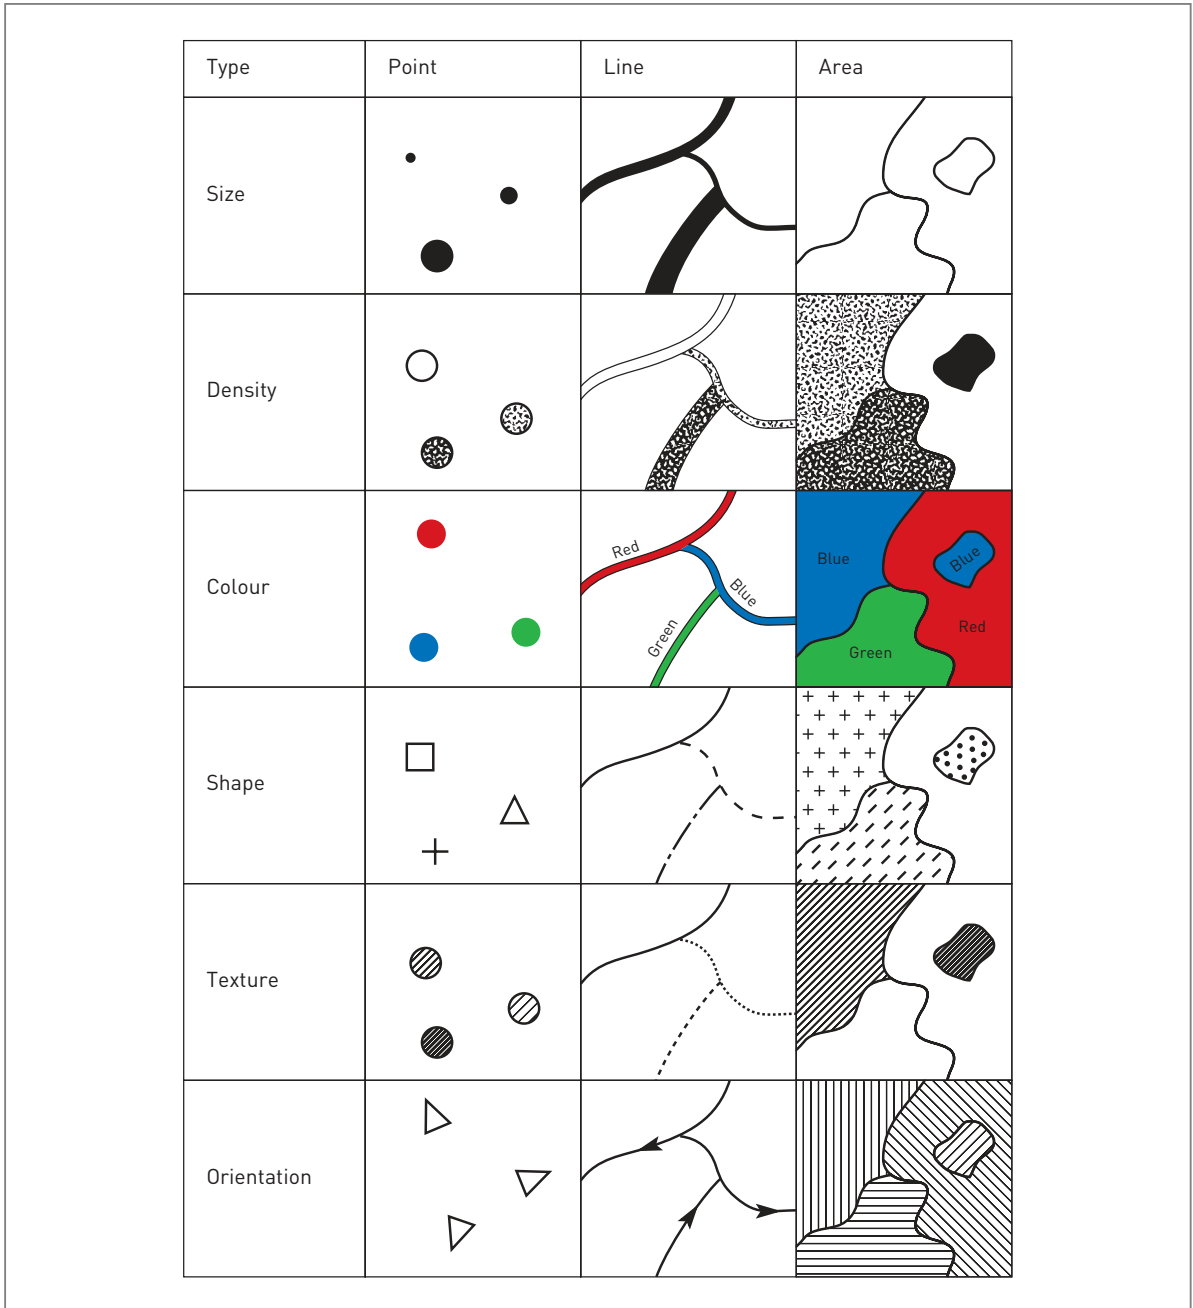 Type Point Line Area
Size
Density
Colour
Red
Blue
Green
Blue
Blue
Red
Green
Shape
Texture
Orientation